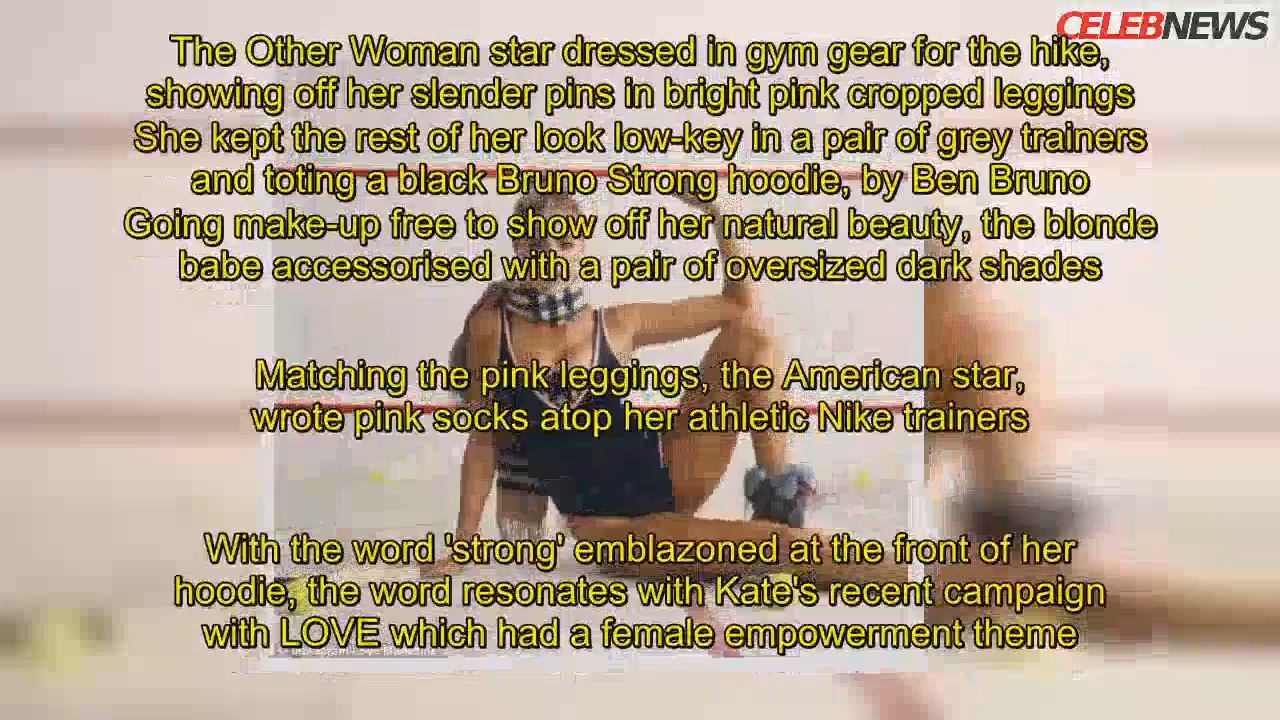 CELEBNEWS
The Other Woman star dressed in gym gear for the hike,
showing off her slender pins in bright pink cropped leggings
She kept the rest of her look low-key in a pair of grey trainers
and toting a black Bruno Strong hoodie, by Ben Bruno
Going make-up free to show off her natural beauty, the blonde
babe accessorised with a pair of oversized dark shades
Matching the pink leggings, the American star,
wrote pink socks atop her athletic Nike trainers
With the word 'strong' emblazoned at the front of her
hoodie, the word resonates with Kate's recent campaign
with LOVE which had a female empowerment theme